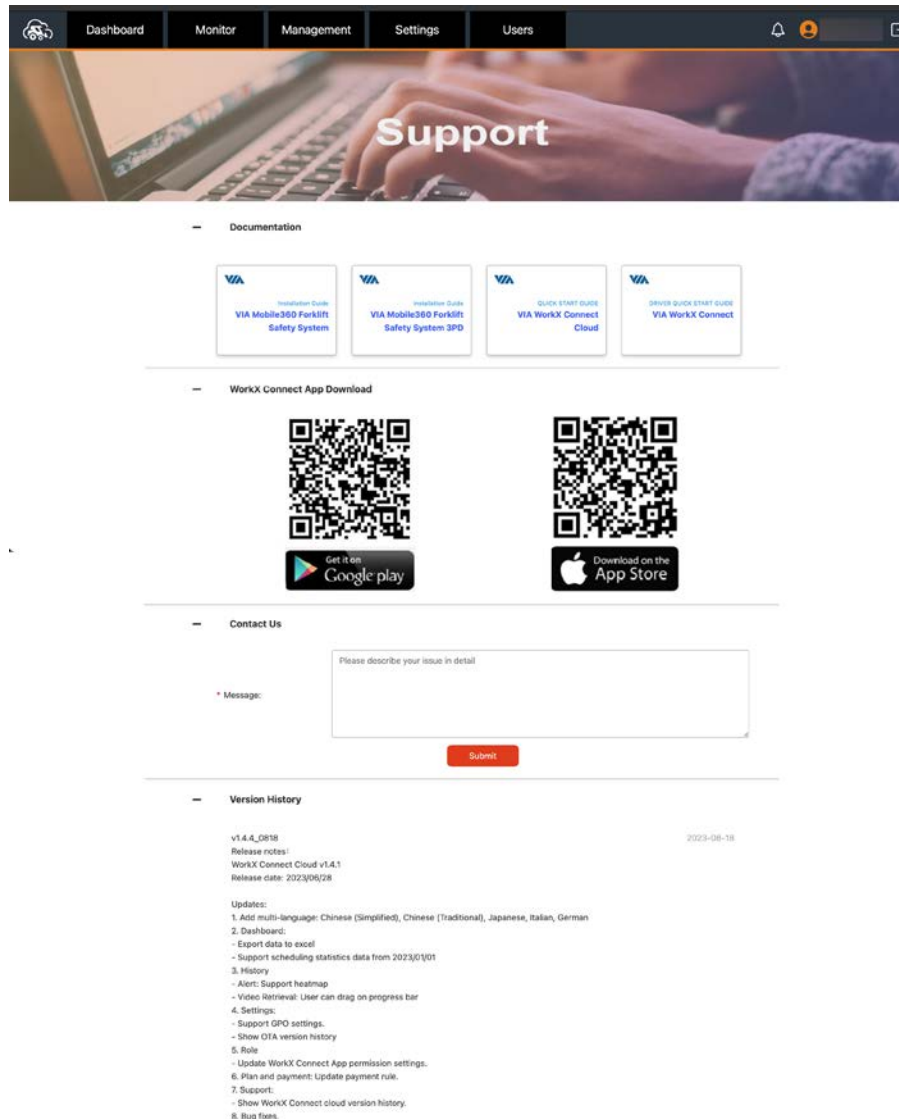 Dashboard Monitor Management Settings Users
Support
Documentation
VIA
Installation Guide
VIA Mobile360 Forklift
Safety System
VIA
Installation Guide
VIA Mobile360 Forklift
Safety System 3PD
VIA
QUICK START GUIDE
VIA WorkX Connect
Cloud
VIA
DRIVER QUICK START GUIDE
VIA WorkX Connect
WorkX Connect App Download
Get it on
Google play
Download on the
App Store
Contact Us
* Message:
Please describe your issue in detail
Submit
Version History
v1.4.4_0818 2023-08-18
Release notes:
WorkX Connect Cloud v1.4.1
Release date: 2023/06/28
Updates:
1. Add multi-language: Chinese (Simplified), Chinese (Traditional), Japanese, Italian, German
2. Dashboard:
- Export data to excel
- Support scheduling statistics data from 2023/01/01
3. History
- Alert: Support heatmap
- Video Retrieval: User can drag on progress bar
4. Settings:
- Support GPO settings.
- Show OTA version history
5. Role
- Update WorkX Connect App permission settings.
6. Plan and payment: Update payment rule.
7. Support:
- Show WorkX Connect cloud version history.
8. Bug fixes.